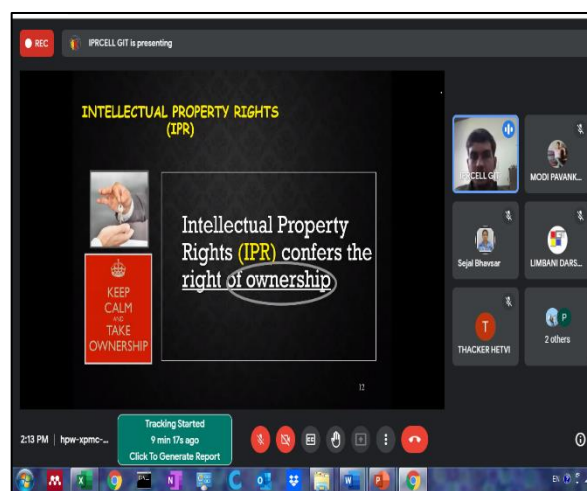 REC
IPRCELL GIT is presenting
INTELLECTUAL PROPERTY RIGHTS
(IPR)
KEEP
CALM
AND
TAKE
OWNERSHIP
Intellectual Property
Rights (IPR) confers the
right of ownership
12
IPRCELL GIT
MODI PAVANK...
Sejal Bhavsar
LIMBANI DARS...
T
THACKER HETVI
P
2 others
2:13 PM | hpw-xpmc-...
Tracking Started
9 min 17s ago
Click To Generate Report
EN